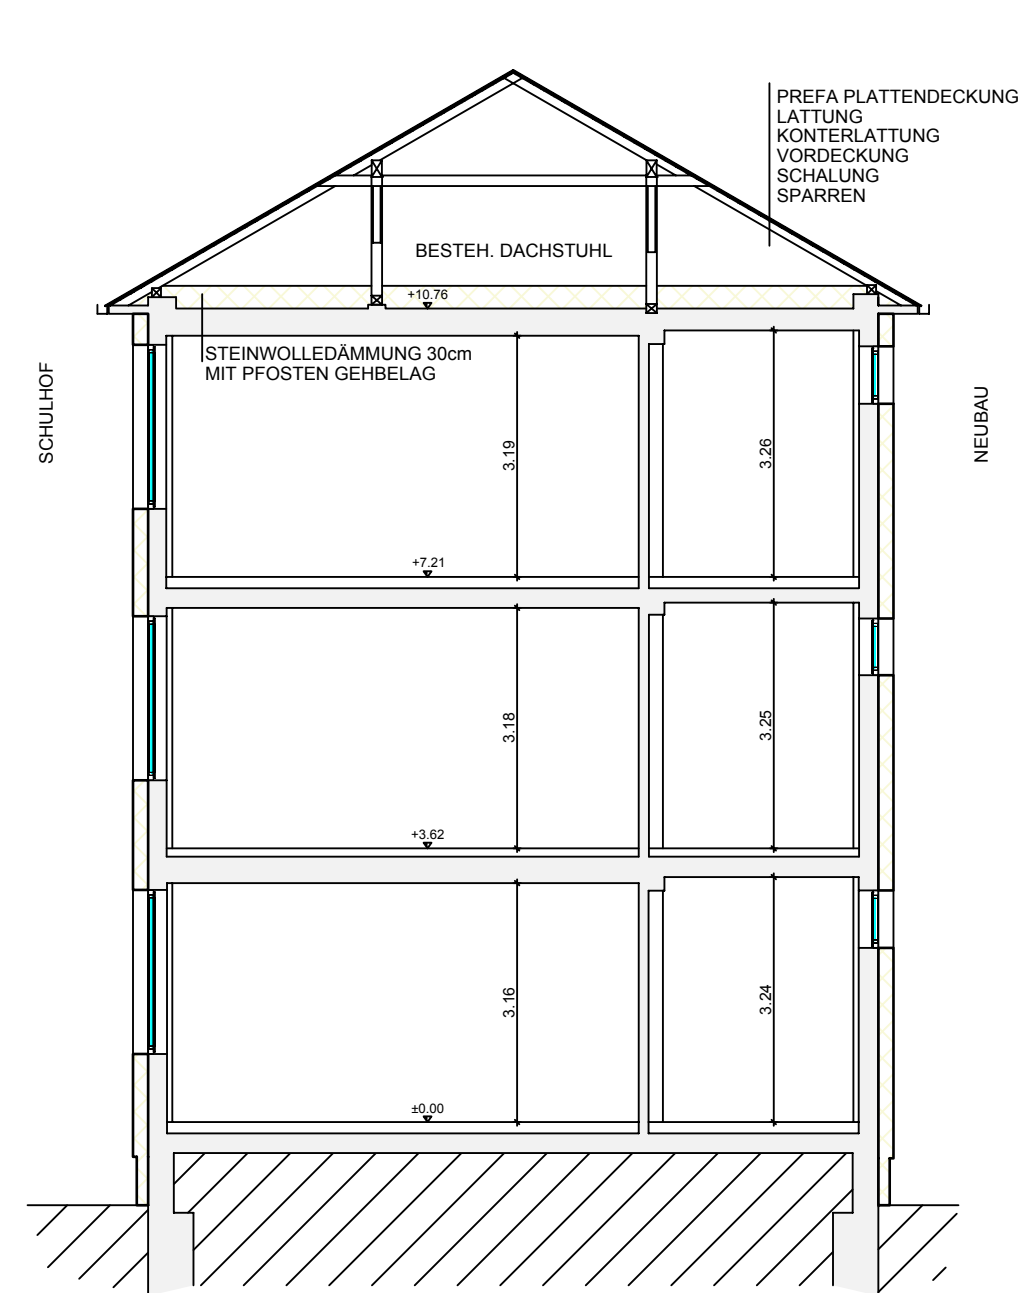 PREFA PLATTENDECKUNG
LATTUNG
KONTERLATTUNG
VORDECKUNG
SCHALUNG
SPARREN
BESTEH. DACHSTUHL
+10.76
STEINWOLLEDÄMMUNG 30cm
MIT PFOSTEN GEHBELAG
SCHULHOF
NEUBAU
3.19
3.26
+7.21
3.18
3.25
+3.62
3.16
3.24
±0.00